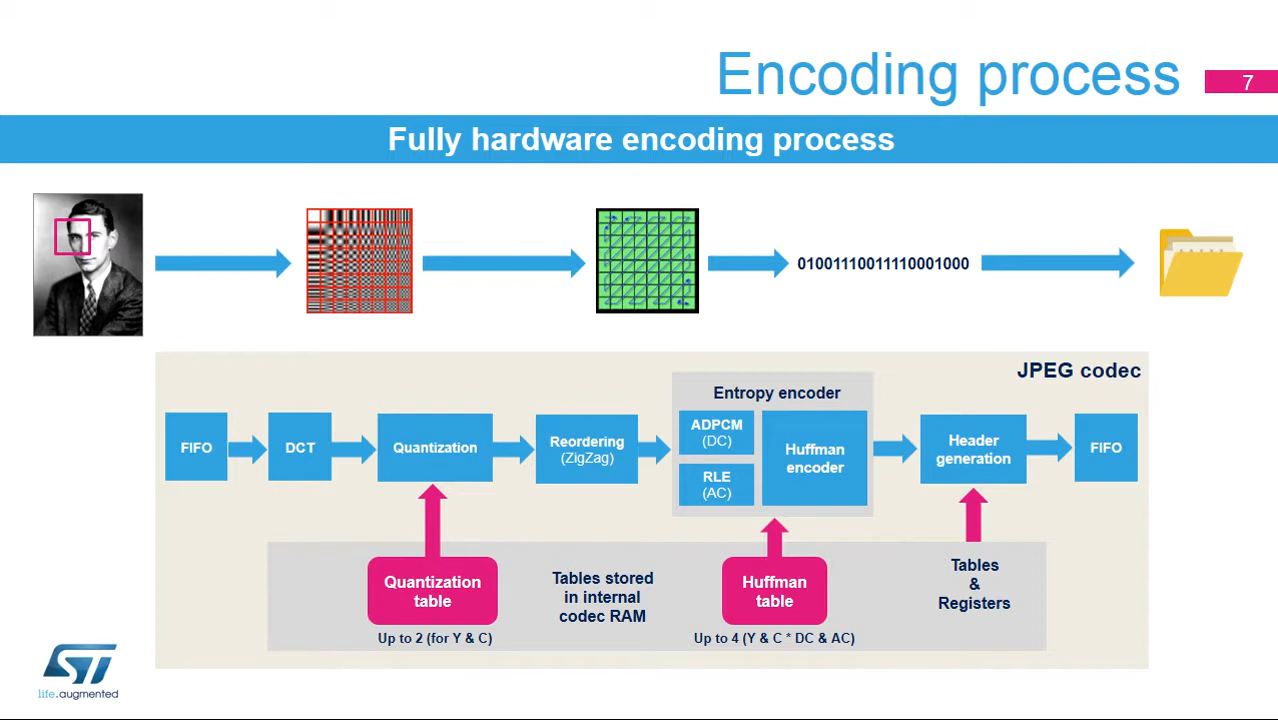 Encoding process
7
Fully hardware encoding process
01001110011110001000
JPEG codec
Entropy encoder
FIFO
DCT
Quantization
Reordering
(ZigZag)
ADPCM
(DC)
RLE
(AC)
Huffman
encoder
Header
generation
FIFO
Quantization
table
Up to 2 (for Y & C)
Tables stored
in internal
codec RAM
Huffman
table
Up to 4 (Y & C * DC & AC)
Tables
&
Registers
ST
life.augmented